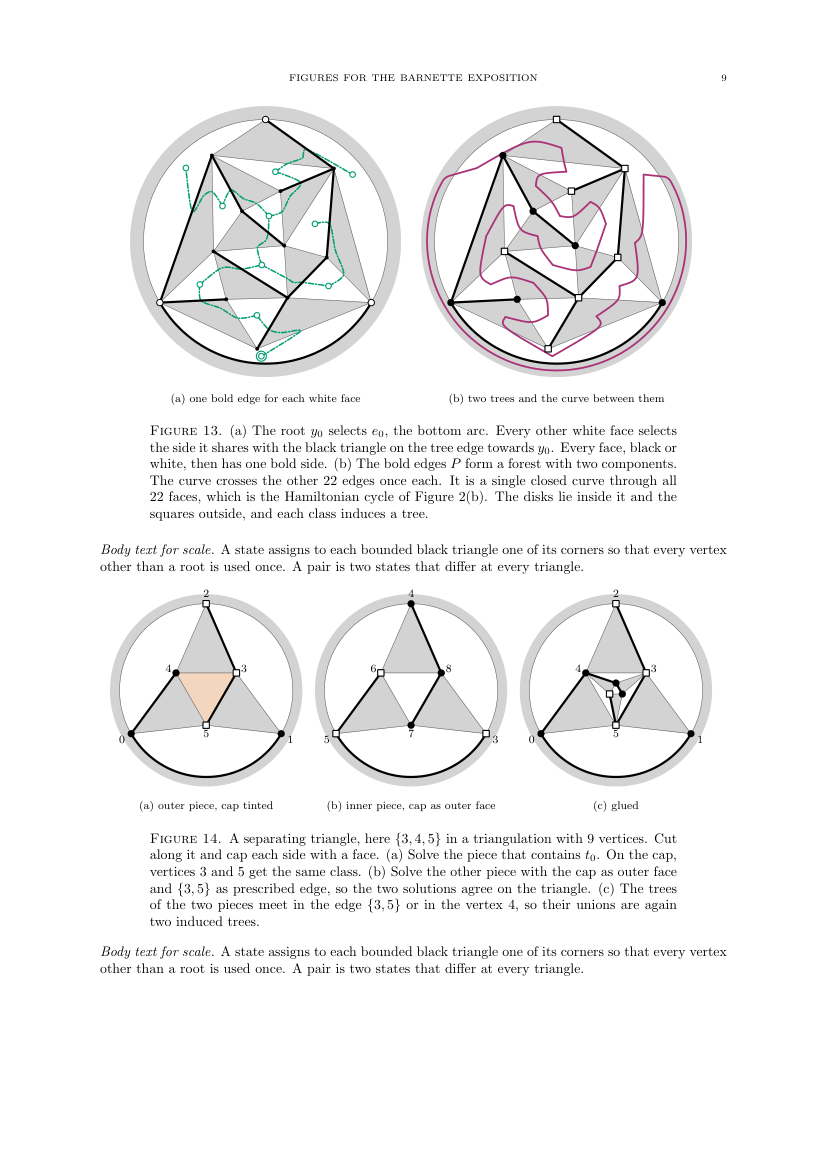 FIGURES FOR THE BARNETTE EXPOSITION 9
(a) one bold edge for each white face
(b) two trees and the curve between them
FIGURE 13. (a) The root y₀ selects e₀, the bottom arc. Every other white face selects
the side it shares with the black triangle on the tree edge towards y₀. Every face, black or
white, then has one bold side. (b) The bold edges P form a forest with two components.
The curve crosses the other 22 edges once each. It is a single closed curve through all
22 faces, which is the Hamiltonian cycle of Figure 2(b). The disks lie inside it and the
squares outside, and each class induces a tree.
Body text for scale. A state assigns to each bounded black triangle one of its corners so that every vertex
other than a root is used once. A pair is two states that differ at every triangle.
2
4
3
0
5
1
4
6
8
5
7
3
2
4
3
0
5
1
(a) outer piece, cap tinted
(b) inner piece, cap as outer face
(c) glued
FIGURE 14. A separating triangle, here {3, 4, 5} in a triangulation with 9 vertices. Cut
along it and cap each side with a face. (a) Solve the piece that contains t₀. On the cap,
vertices 3 and 5 get the same class. (b) Solve the other piece with the cap as outer face
and {3, 5} as prescribed edge, so the two solutions agree on the triangle. (c) The trees
of the two pieces meet in the edge {3, 5} or in the vertex 4, so their unions are again
two induced trees.
Body text for scale. A state assigns to each bounded black triangle one of its corners so that every vertex
other than a root is used once. A pair is two states that differ at every triangle.